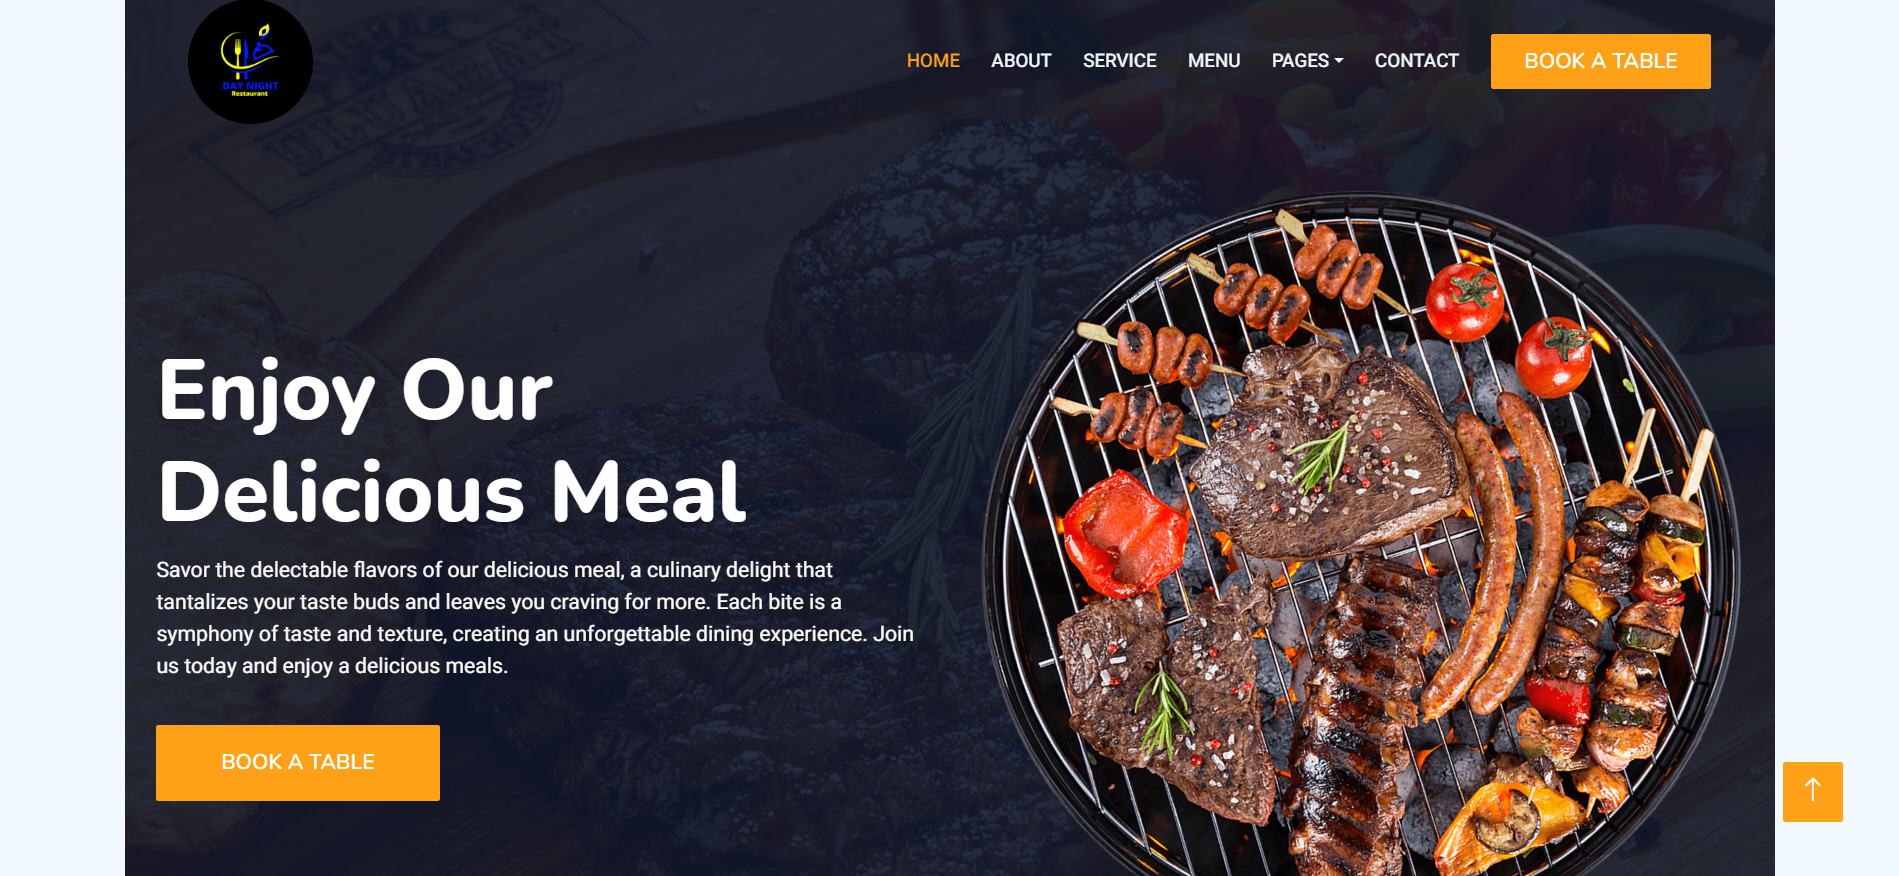 DAY NIGHT
Restaurant
HOME ABOUT SERVICE MENU PAGES CONTACT BOOK A TABLE
Enjoy Our
Delicious Meal
Savor the delectable flavors of our delicious meal, a culinary delight that
tantalizes your taste buds and leaves you craving for more. Each bite is a
symphony of taste and texture, creating an unforgettable dining experience. Join
us today and enjoy a delicious meals.
BOOK A TABLE